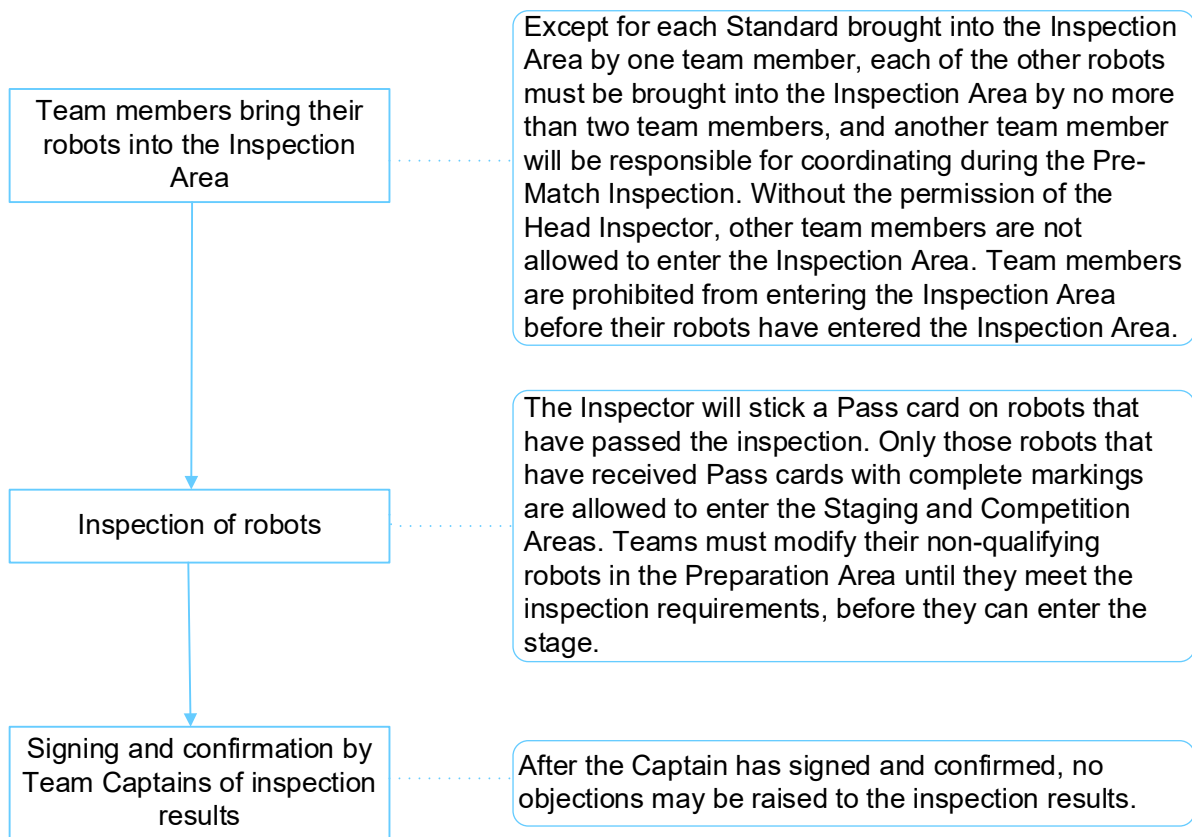 Team members bring their
robots into the Inspection
Area
Except for each Standard brought into the Inspection
Area by one team member, each of the other robots
must be brought into the Inspection Area by no more
than two team members, and another team member
will be responsible for coordinating during the Pre-
Match Inspection. Without the permission of the
Head Inspector, other team members are not
allowed to enter the Inspection Area. Team members
are prohibited from entering the Inspection Area
before their robots have entered the Inspection Area.
Inspection of robots
The Inspector will stick a Pass card on robots that
have passed the inspection. Only those robots that
have received Pass cards with complete markings
are allowed to enter the Staging and Competition
Areas. Teams must modify their non-qualifying
robots in the Preparation Area until they meet the
inspection requirements, before they can enter the
stage.
Signing and confirmation by
Team Captains of inspection
results
After the Captain has signed and confirmed, no
objections may be raised to the inspection results.